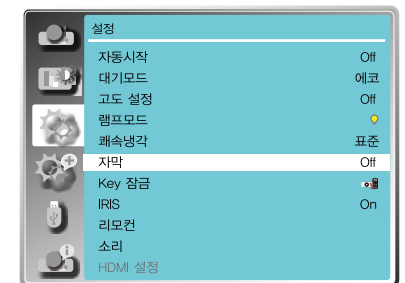 설정
자동시작 Off
대기모드 에코
고도 설정 Off
램프모드
쾌속냉각 표준
자막 Off
Key 잠금
IRIS On
리모컨
소리
HDMI 설정